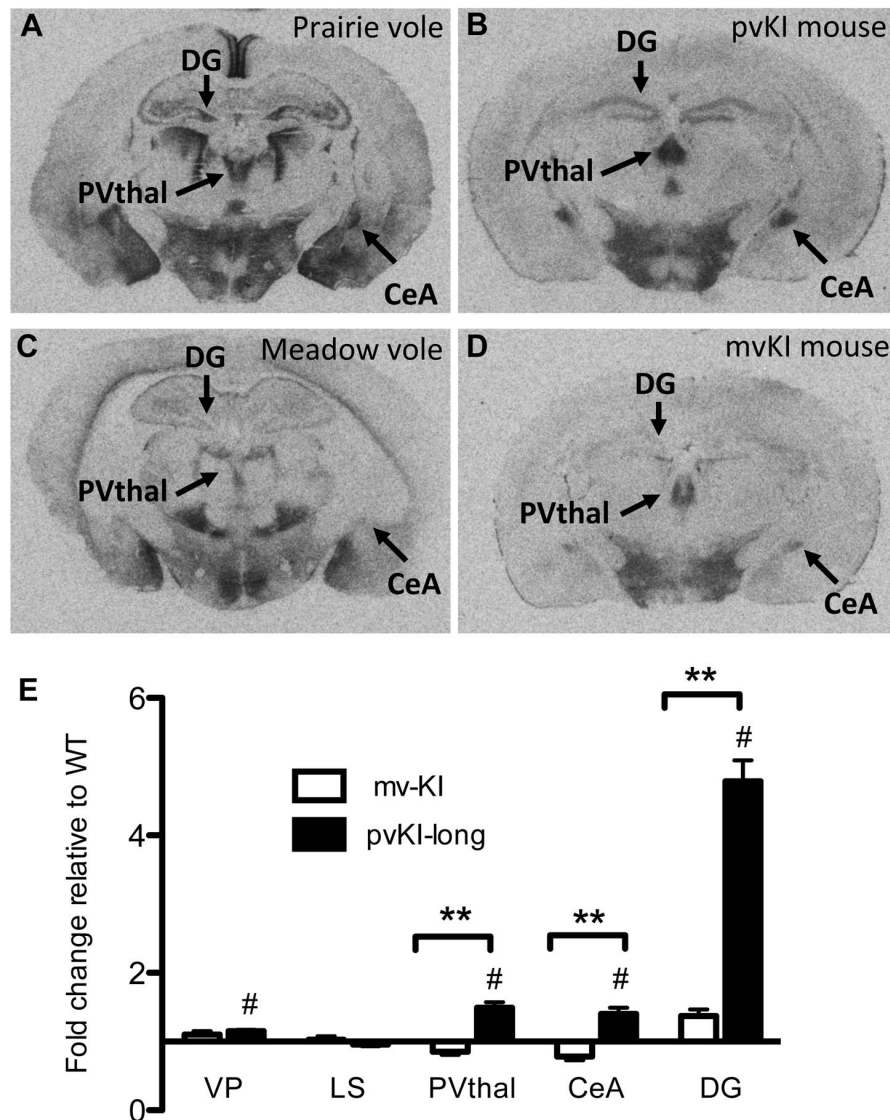 A Prairie vole
DG
PVthal
CeA
B pvKI mouse
DG
PVthal
CeA
C Meadow vole
DG
PVthal
CeA
D mvKI mouse
DG
PVthal
CeA
E
Fold change relative to WT
6
4
2
0
mv-KI
pvKI-long
**
**
**
#
#
#
#
VP LS PVthal CeA DG